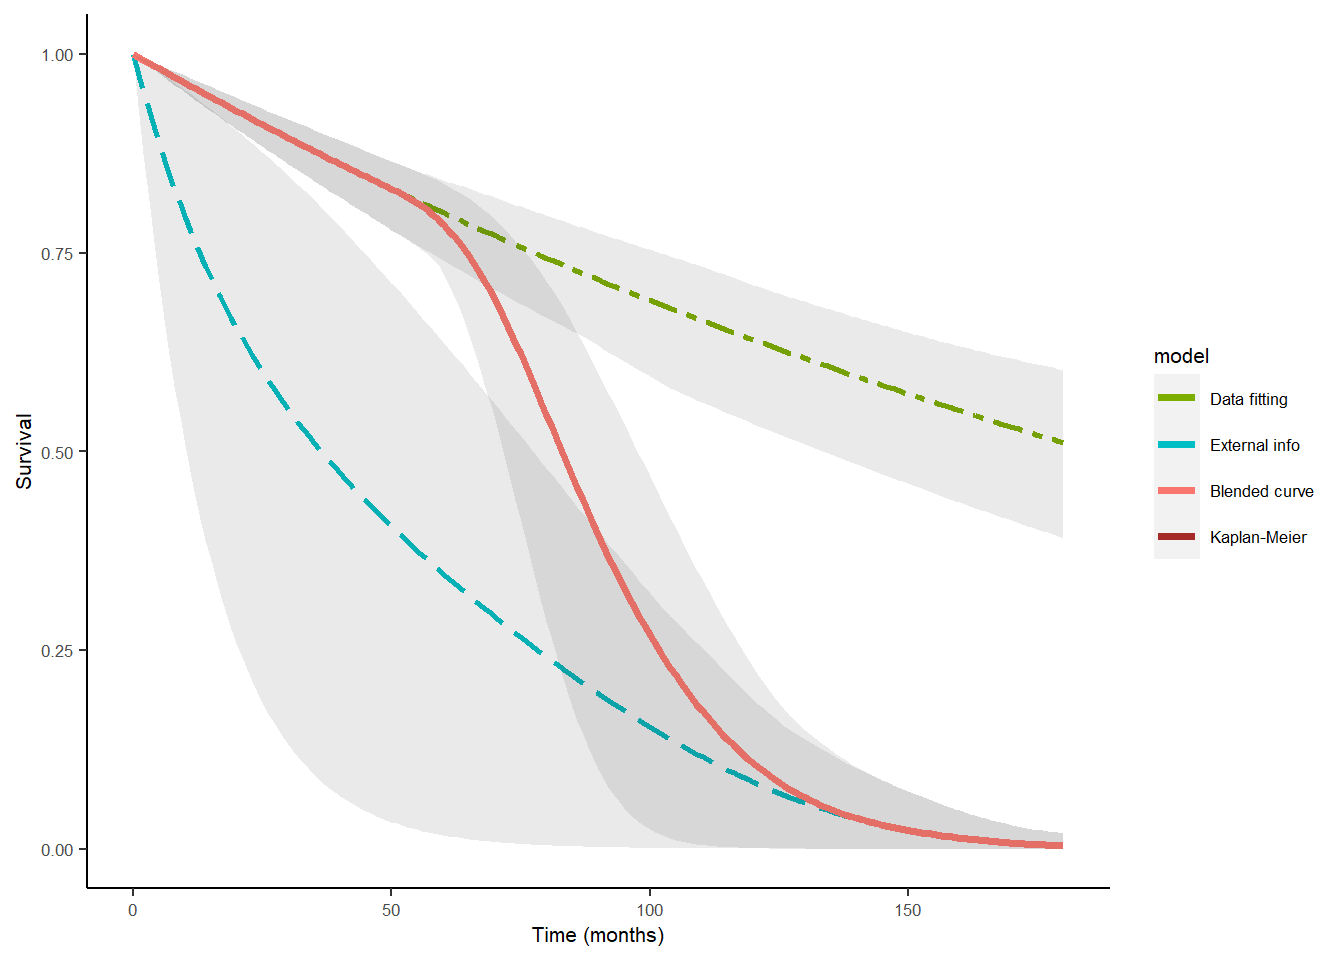 1.00
0.75
0.50
0.25
0.00
Survival
0
50
100
150
Time (months)
model
Data fitting
External info
Blended curve
Kaplan-Meier